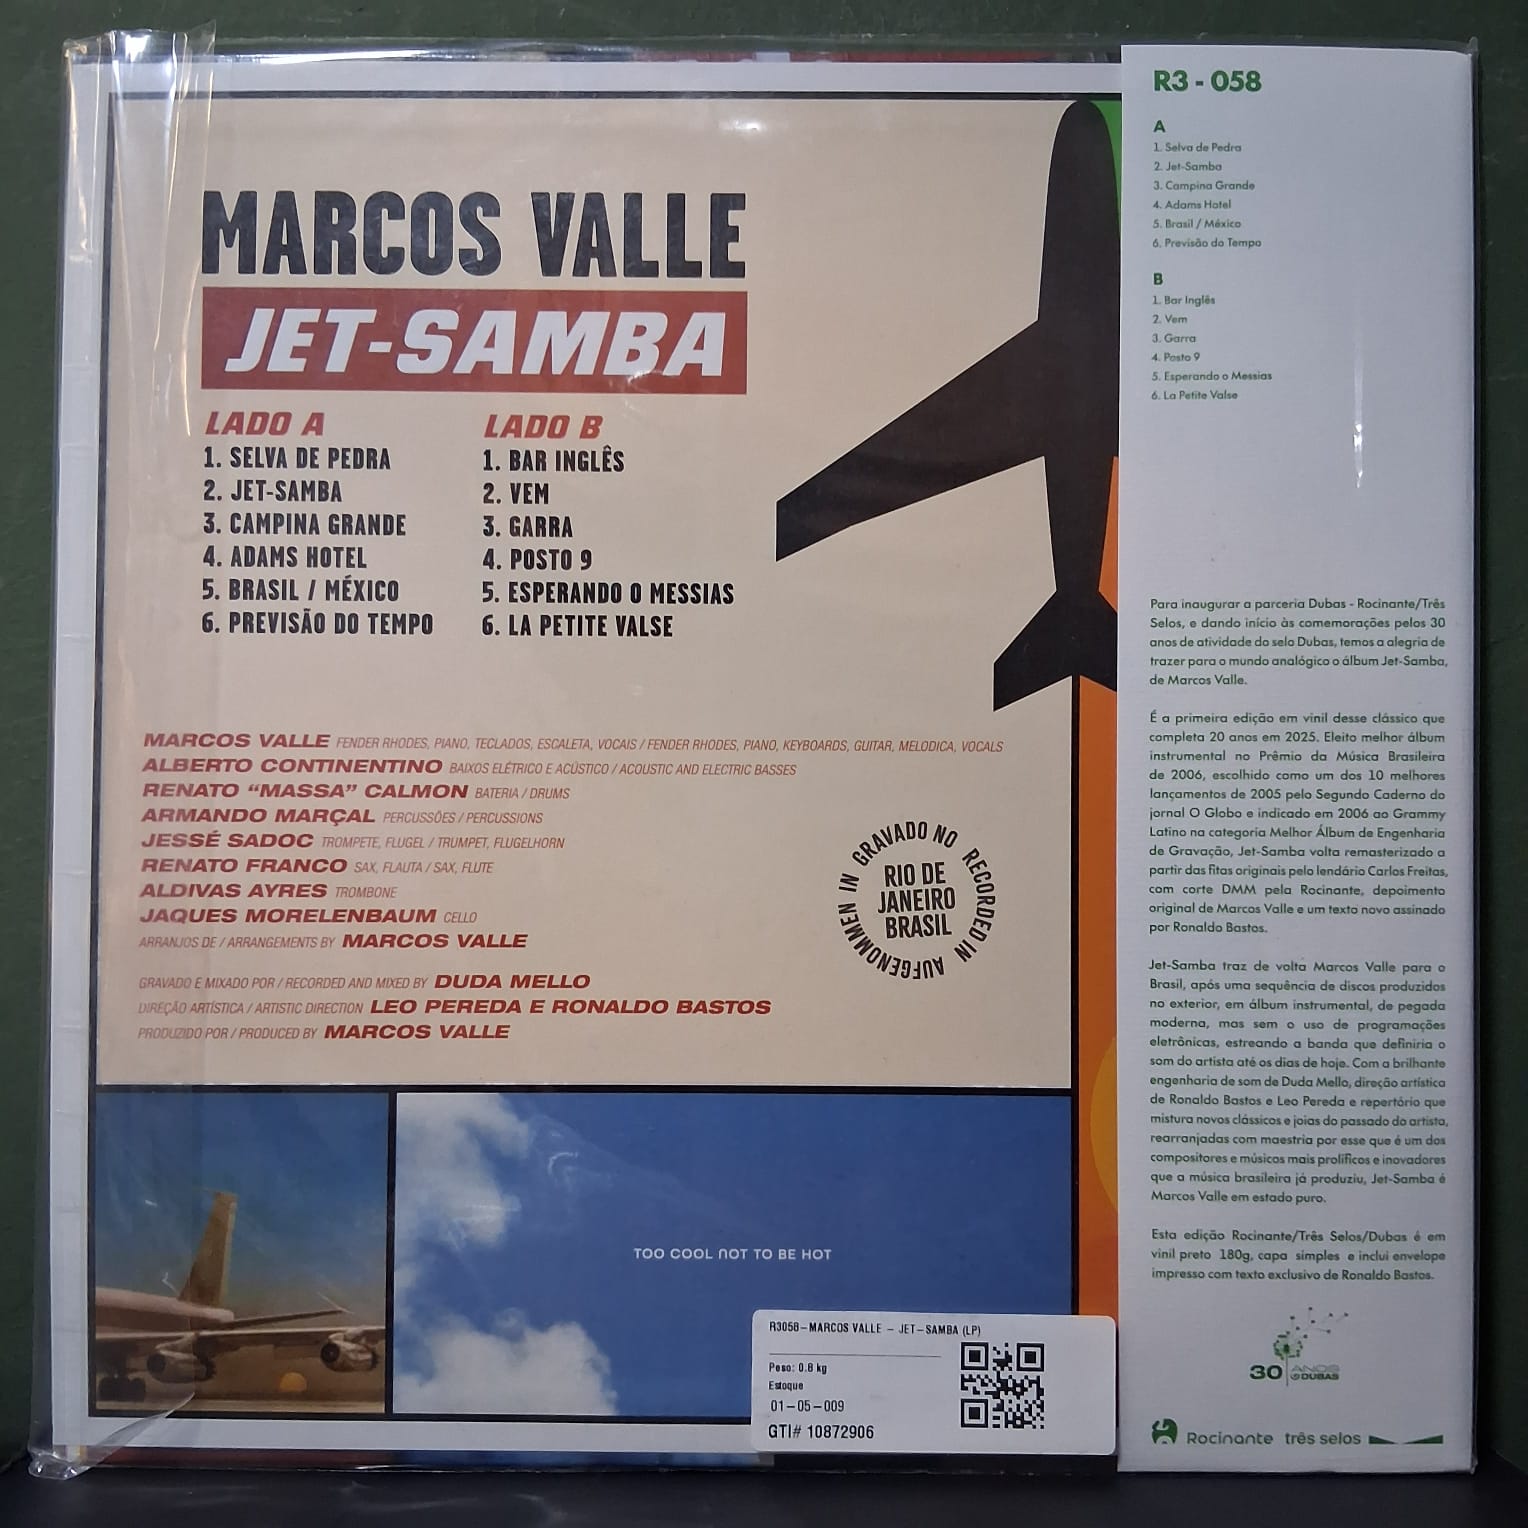 MARCOS VALLE
JET-SAMBA
LADO A
1. SELVA DE PEDRA
2. JET-SAMBA
3. CAMPINA GRANDE
4. ADAMS HOTEL
5. BRASIL / MÉXICO
6. PREVISÃO DO TEMPO
LADO B
1. BAR INGLÊS
2. VEM
3. GARRA
4. POSTO 9
5. ESPERANDO O MESSIAS
6. LA PETITE VALSE
MARCOS VALLE FENDER RHODES, PIANO, TECLADOS, ESCALETA, VOCAIS / FENDER RHODES, PIANO, KEYBOARDS, GUITAR, MELODICA, VOCALS
ALBERTO CONTINENTINO BAIXOS ELÉTRICO E ACÚSTICO / ACOUSTIC AND ELECTRIC BASSES
RENATO “MASSA” CALMON BATERIA / DRUMS
ARMANDO MARÇAL PERCUSSÕES / PERCUSSIONS
JESSÉ SADOC TROMPETE, FLUGEL / TRUMPET, FLUGELHORN
RENATO FRANCO SAX, FLAUTA / SAX, FLUTE
ALDIVAS AYRES TROMBONE
JAQUES MORELENBAUM CELLO
ARRANJOS DE / ARRANGEMENTS BY MARCOS VALLE
GRAVADO E MIXADO POR / RECORDED AND MIXED BY DUDA MELLO
DIREÇÃO ARTÍSTICA / ARTISTIC DIRECTION LEO PEREDA E RONALDO BASTOS
PRODUZIDO POR / PRODUCED BY MARCOS VALLE
GRAVADO NO
RECORDED IN
AUFGENOMMEN IN
RIO DE
JANEIRO
BRASIL
TOO COOL NOT TO BE HOT
R3058-MARCOS VALLE - JET-SAMBA (LP)
Peso: 0.8 kg
Estoque
01-05-009
GTI# 10872906
R3 - 058
A
1. Selva de Pedra
2. Jet-Samba
3. Campina Grande
4. Adams Hotel
5. Brasil / México
6. Previsão do Tempo
B
1. Bar Inglês
2. Vem
3. Garra
4. Posto 9
5. Esperando o Messias
6. La Petite Valse
Para inaugurar a parceria Dubas - Rocinante/Três
Selos, e dando início às comemorações pelos 30
anos de atividade do selo Dubas, temos a alegria de
trazer para o mundo analógico o álbum Jet-Samba,
de Marcos Valle.
É a primeira edição em vinil desse clássico que
completa 20 anos em 2025. Eleito melhor álbum
instrumental no Prêmio da Música Brasileira
de 2006, escolhido como um dos 10 melhores
lançamentos de 2005 pelo Segundo Caderno do
jornal O Globo e indicado em 2006 ao Grammy
Latino na categoria Melhor Álbum de Engenharia
de Gravação, Jet-Samba volta remasterizado a
partir das fitas originais pelo lendário Carlos Freitas,
com corte DMM pela Rocinante, depoimento
original de Marcos Valle e um texto novo assinado
por Ronaldo Bastos.
Jet-Samba traz de volta Marcos Valle para o
Brasil, após uma sequência de discos produzidos
no exterior, em álbum instrumental, de pegada
moderna, mas sem o uso de programações
eletrônicas, estreando a banda que definiria o
som do artista até os dias de hoje. Com a brilhante
engenharia de som de Duda Mello, direção artística
de Ronaldo Bastos e Leo Pereda e repertório que
mistura novos clássicos e joias do passado do artista,
rearranjadas com maestria por esse que é um dos
compositores e músicos mais prolíficos e inovadores
que a música brasileira já produziu, Jet-Samba é
Marcos Valle em estado puro.
Esta edição Rocinante/Três Selos/Dubas é em
vinil preto 180g, capa simples e inclui envelope
impresso com texto exclusivo de Ronaldo Bastos.
30 ANOS
DUBAS
Rocinante três selos